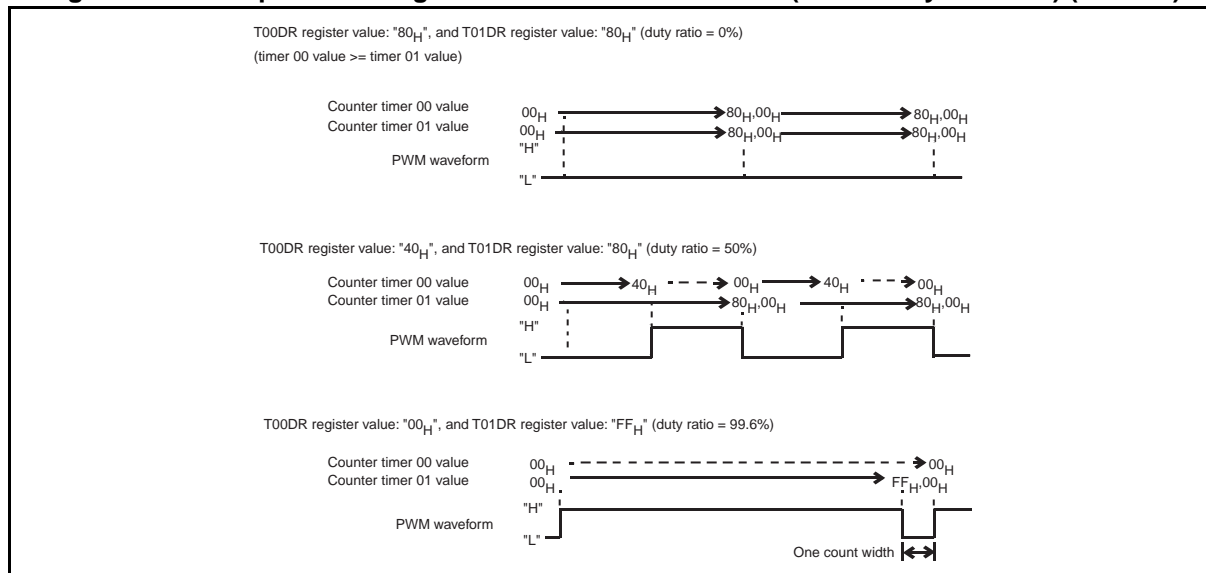 T00DR register value: "80H", and T01DR register value: "80H" (duty ratio = 0%)
(timer 00 value >= timer 01 value)
Counter timer 00 value 00H 80H,00H 80H,00H
Counter timer 01 value 00H 80H,00H 80H,00H
"H"
PWM waveform
"L"
T00DR register value: "40H", and T01DR register value: "80H" (duty ratio = 50%)
Counter timer 00 value 00H 40H 00H 40H 00H
Counter timer 01 value 00H 80H,00H 80H,00H
"H"
PWM waveform
"L"
T00DR register value: "00H", and T01DR register value: "FFH" (duty ratio = 99.6%)
Counter timer 00 value 00H 00H
Counter timer 01 value 00H FFH,00H
"H"
PWM waveform
"L"
One count width